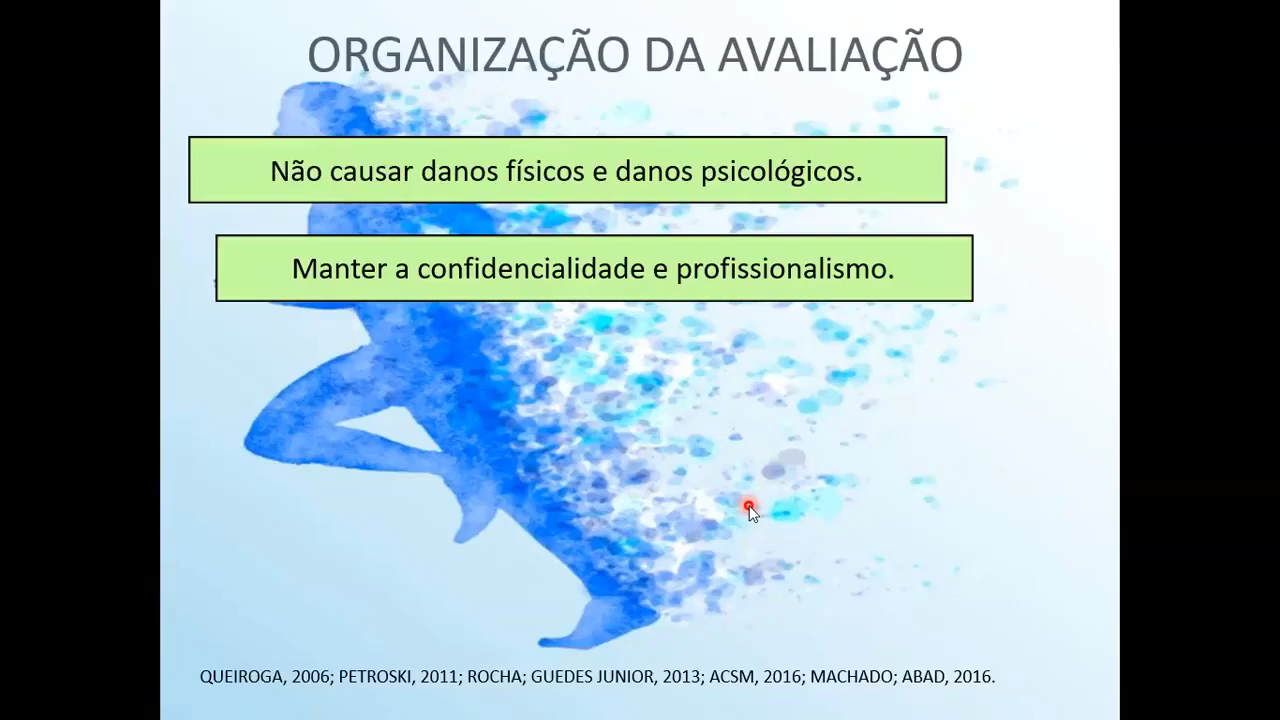 ORGANIZAÇÃO DA AVALIAÇÃO
Não causar danos físicos e danos psicológicos.
Manter a confidencialidade e profissionalismo.
QUEIROGA, 2006; PETROSKI, 2011; ROCHA; GUEDES JUNIOR, 2013; ACSM, 2016; MACHADO; ABAD, 2016.